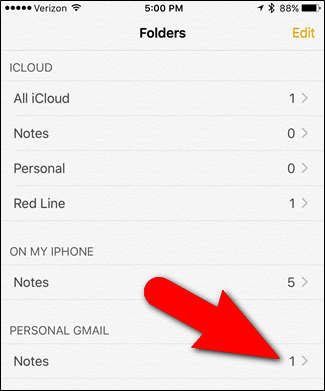 Verizon 5:00 PM 88%
Folders Edit
ICLOUD
All iCloud 1
Notes 0
Personal 0
Red Line 1
ON MY IPHONE
Notes 5
PERSONAL GMAIL
Notes 1